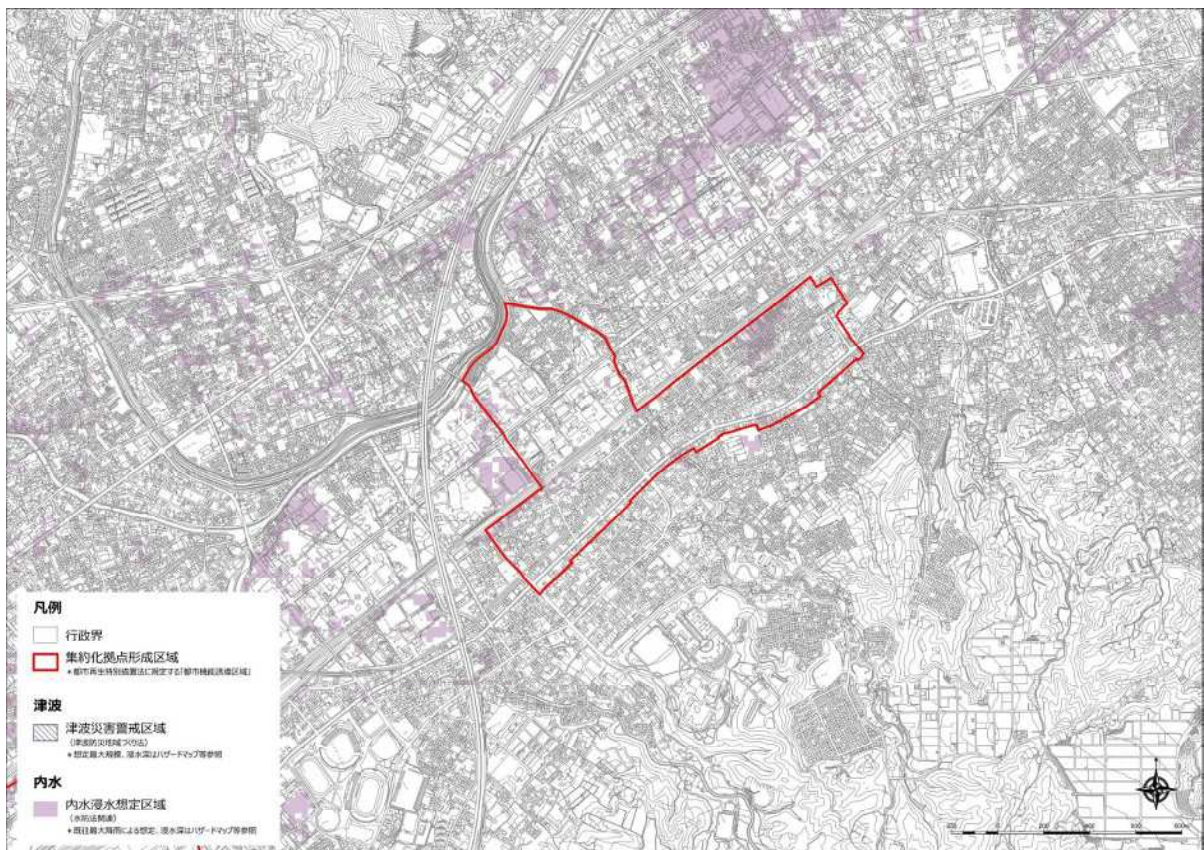 凡例
行政界
集約化拠点形成区域
*都市再生特別措置法に規定する「都市機能誘導区域」
津波
津波災害警戒区域
(津波防災地域づくり法)
*想定最大規模、浸水深はハザードマップ等参照
内水
内水浸水想定区域
(水防法関連)
*既往最大降雨による想定、浸水深はハザードマップ等参照
200 0 200 400 600m